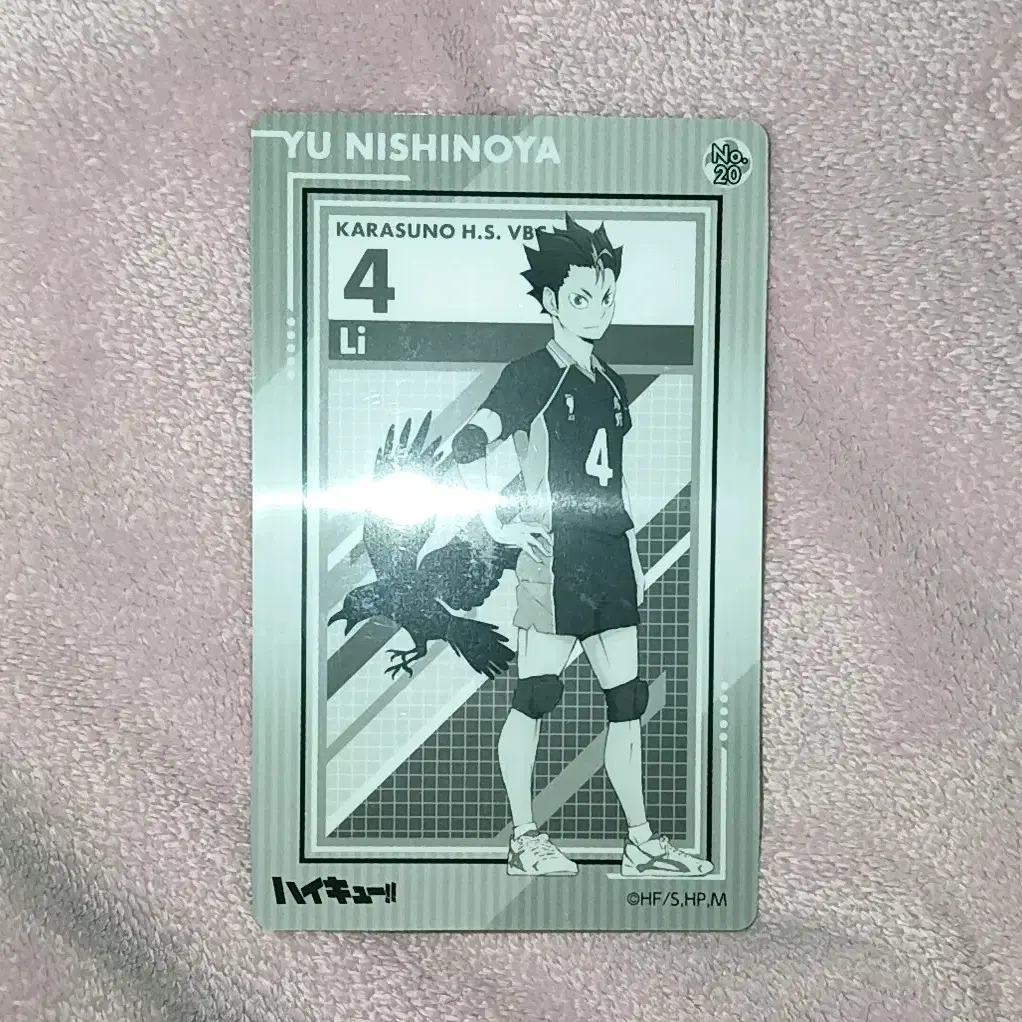 YU NISHINOYA
No.
20
KARASUNO H.S. VBC
4
Li
4
ハイキュー!!
©HF/S,HP,M